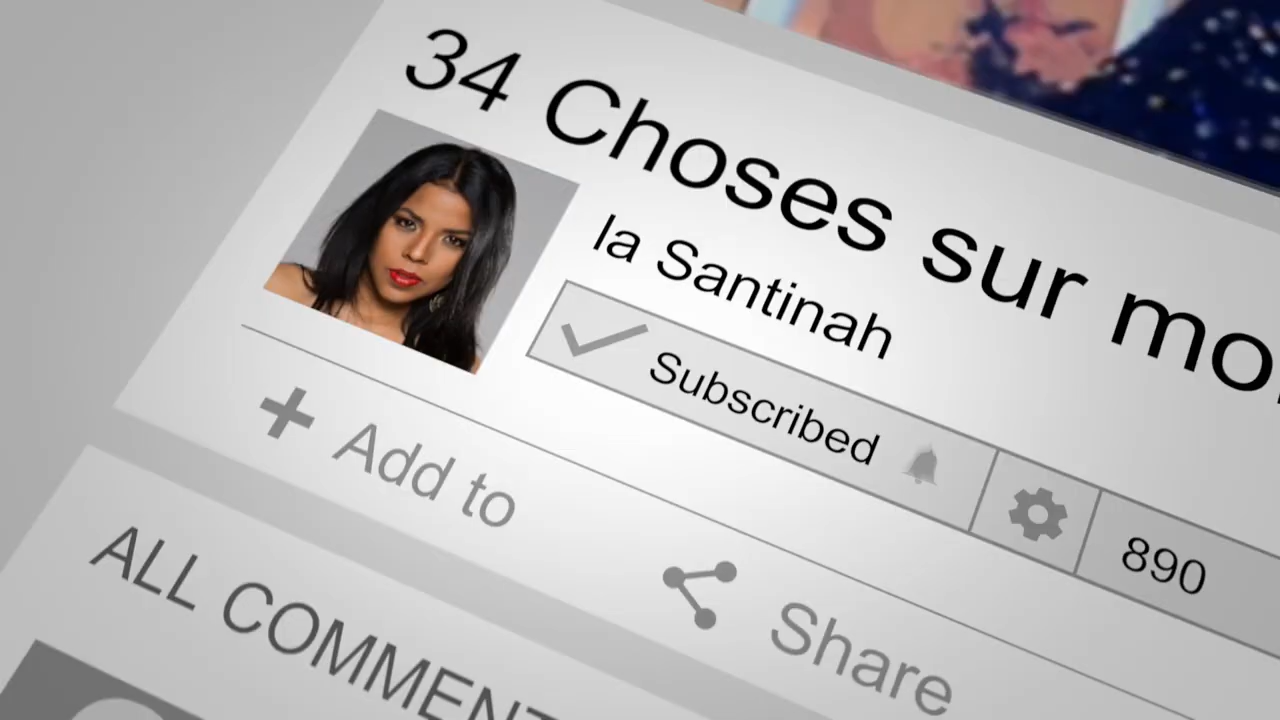 34 Choses sur mo
la Santinah
Subscribed
890
Add to
Share
ALL COMMENT